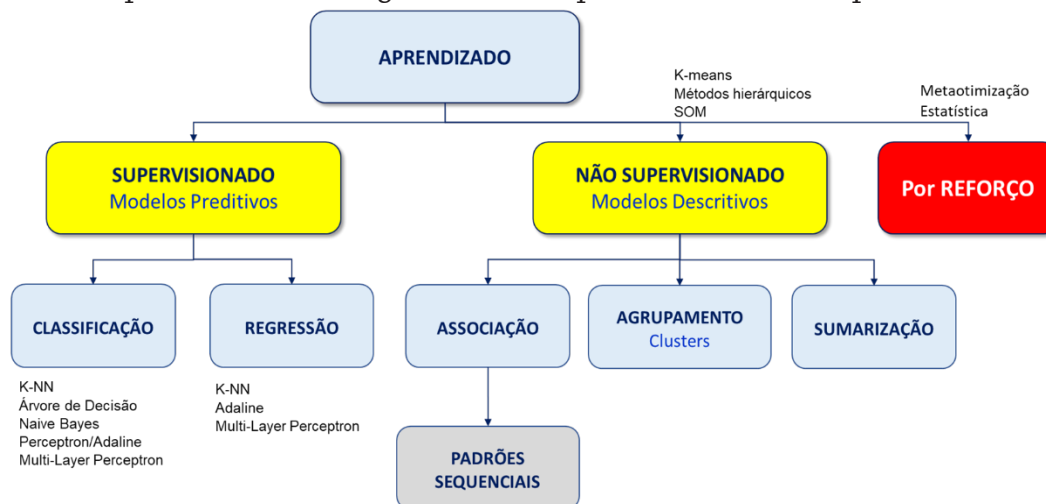 APRENDIZADO
K-means
Métodos hierárquicos
SOM
Metaotimização
Estatística
SUPERVISIONADO
Modelos Preditivos
NÃO SUPERVISIONADO
Modelos Descritivos
Por REFORÇO
CLASSIFICAÇÃO
REGRESSÃO
ASSOCIAÇÃO
AGRUPAMENTO
Clusters
SUMARIZAÇÃO
K-NN
Árvore de Decisão
Naive Bayes
Perceptron/Adaline
Multi-Layer Perceptron
K-NN
Adaline
Multi-Layer Perceptron
PADRÕES
SEQUENCIAIS